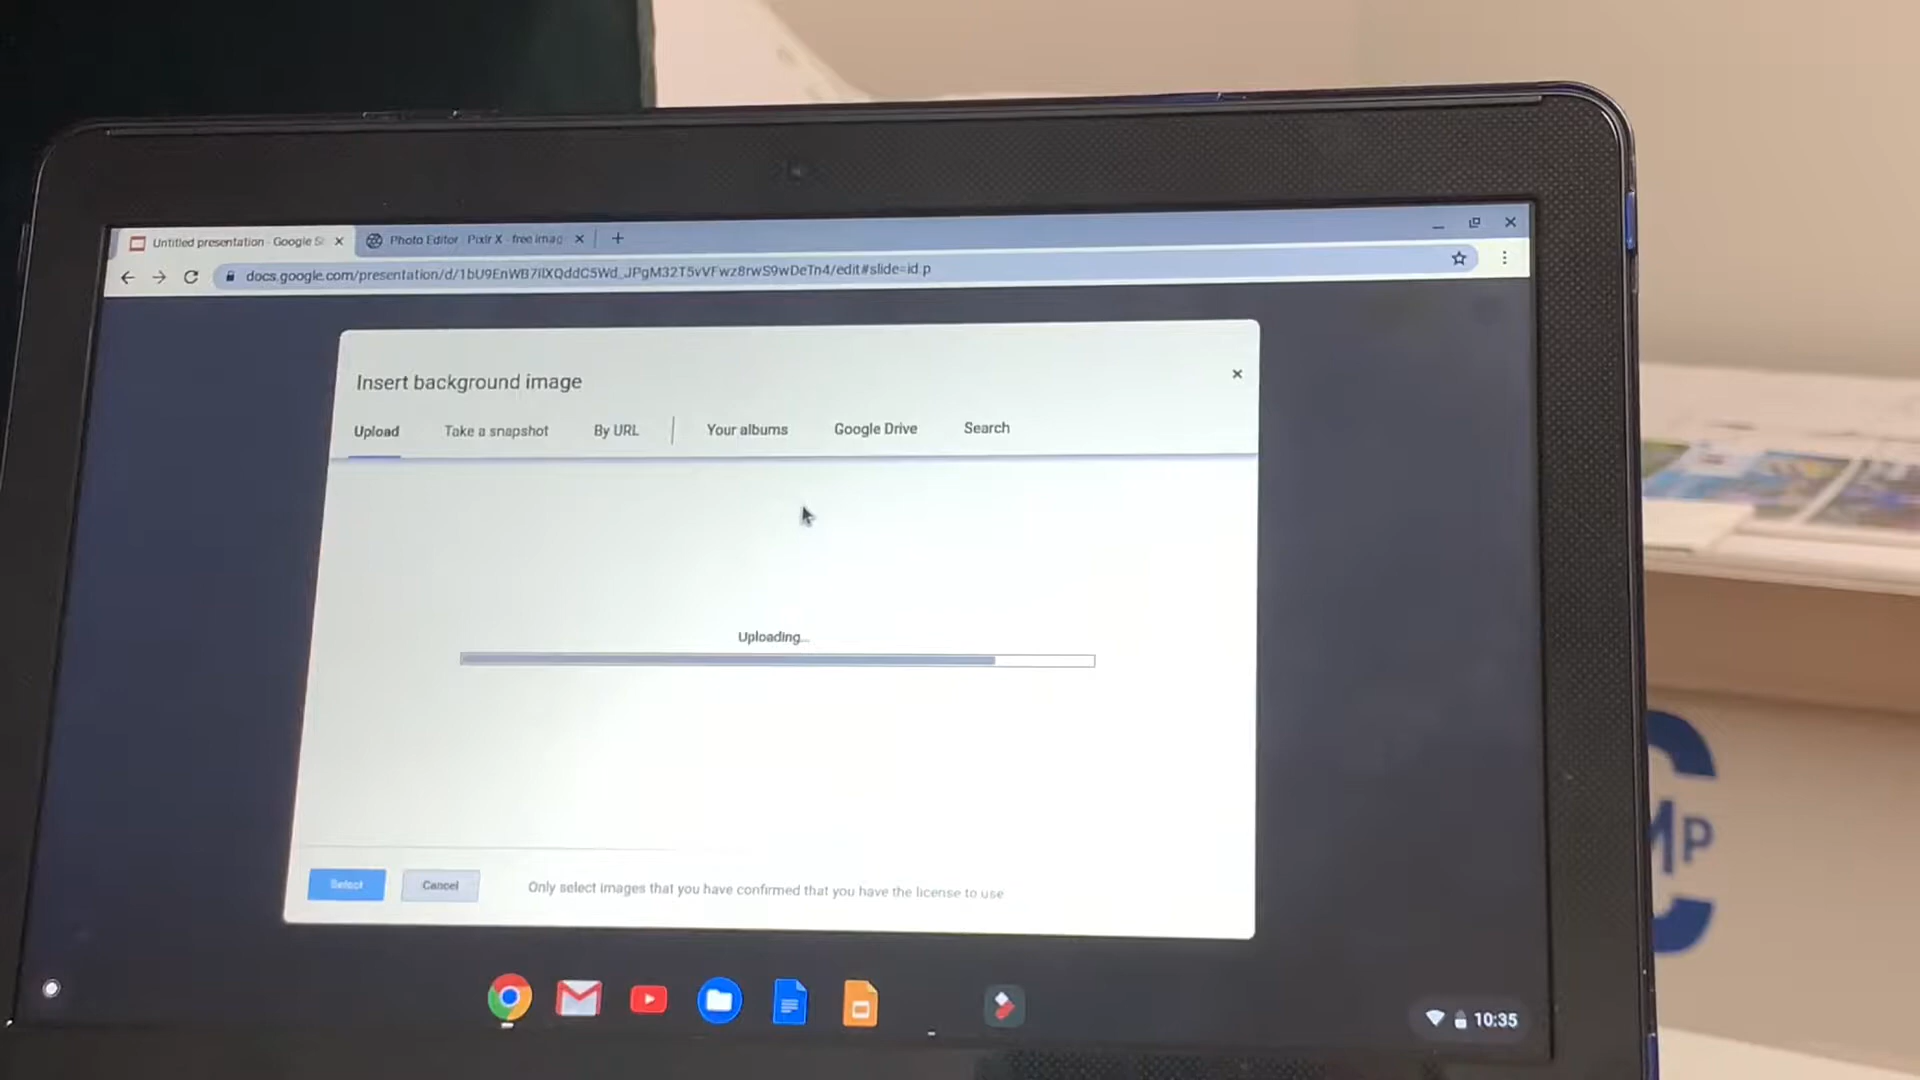 Untitled presentation - Google S
Photo Editor Pixlr X - free imag
docs.google.com/presentation/d/1bU9EnWB7ilXQddC5Wd_JPgM32T5vVFwz8rwS9wDeTn4/edit#slide=id.p
Insert background image
Upload Take a snapshot By URL Your albums Google Drive Search
Uploading...
Select Cancel Only select images that you have confirmed that you have the license to use
10:35
MP